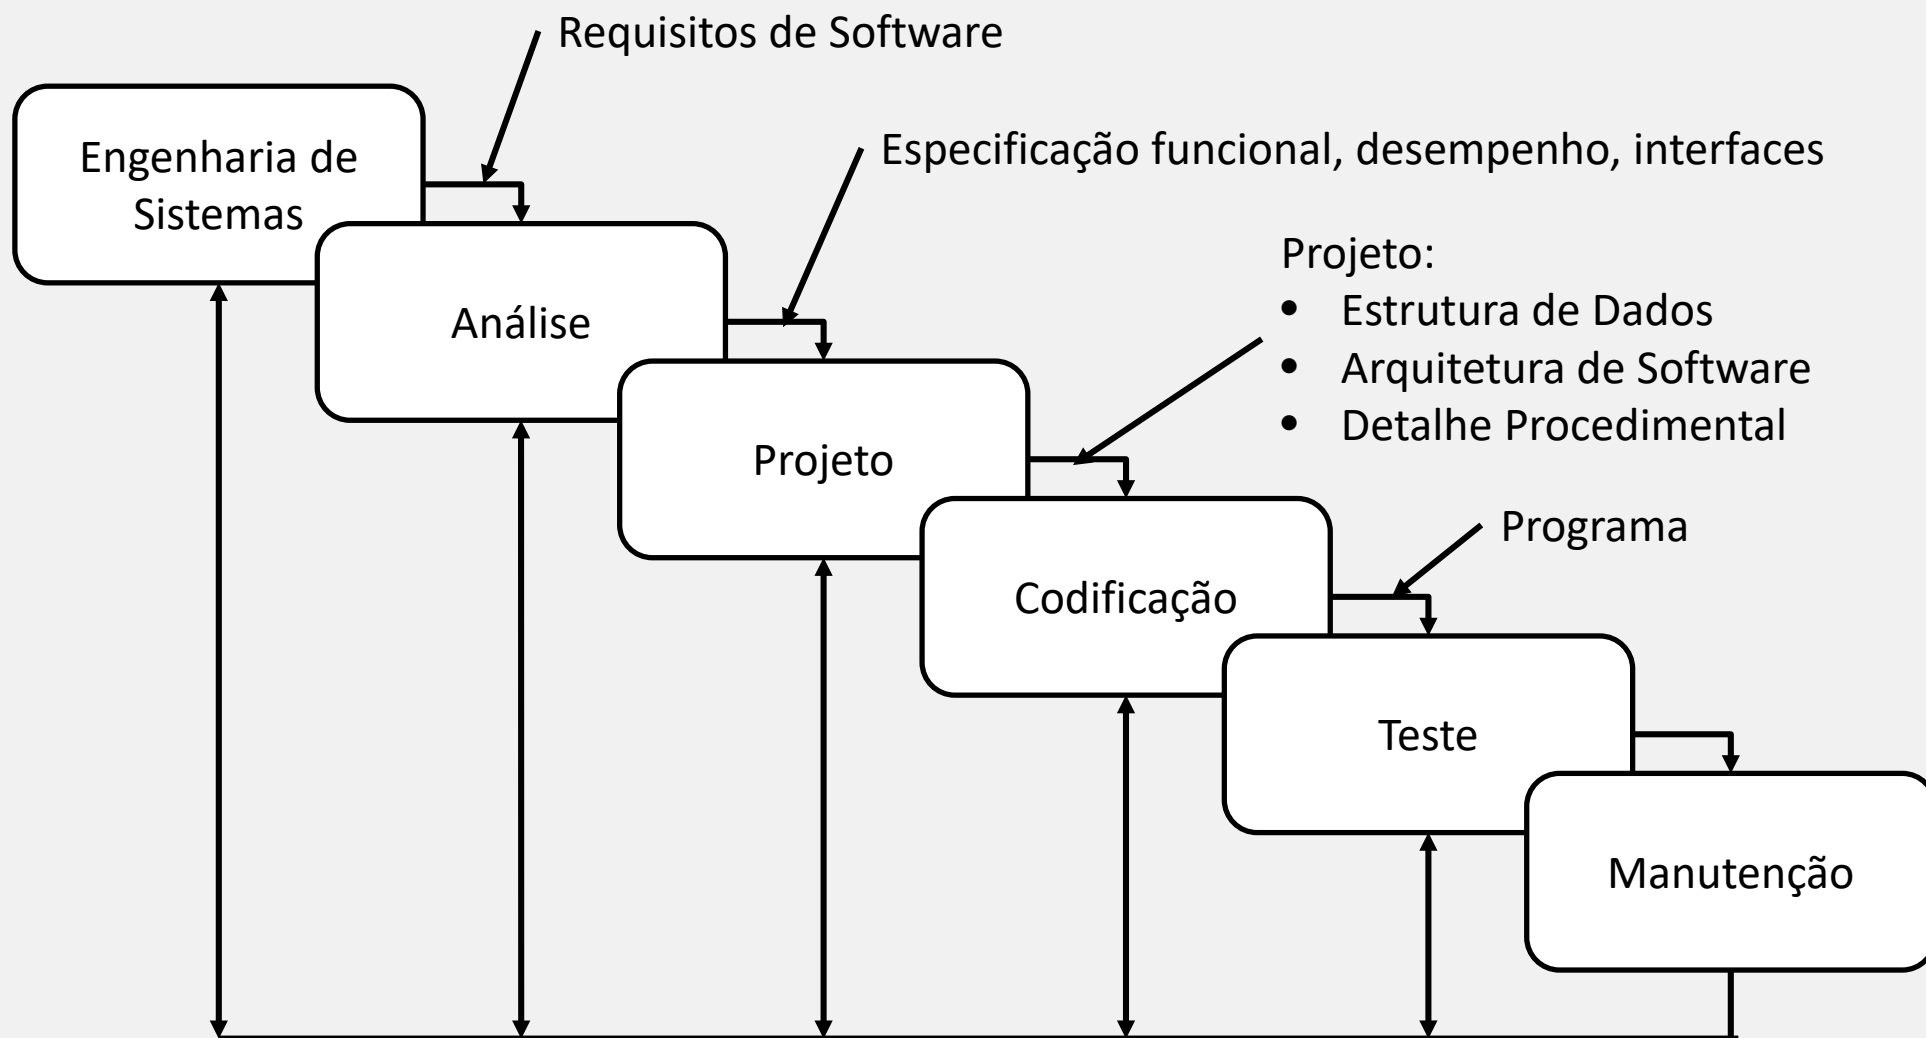 Requisitos de Software
Engenharia de
Sistemas
Especificação funcional, desempenho, interfaces
Análise
Projeto:
• Estrutura de Dados
• Arquitetura de Software
• Detalhe Procedimental
Projeto
Programa
Codificação
Teste
Manutenção